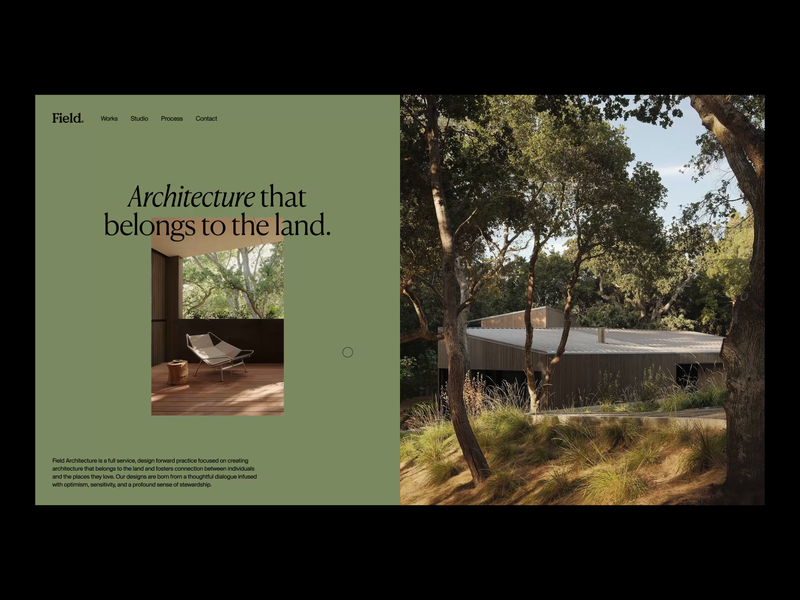 Field.
Works Studio Process Contact
Architecture that
belongs to the land.
Field Architecture is a full service, design forward practice focused on creating
architecture that belongs to the land and fosters connection between individuals
and the places they love. Our designs are born from a thoughtful dialogue infused
with optimism, sensitivity, and a profound sense of stewardship.